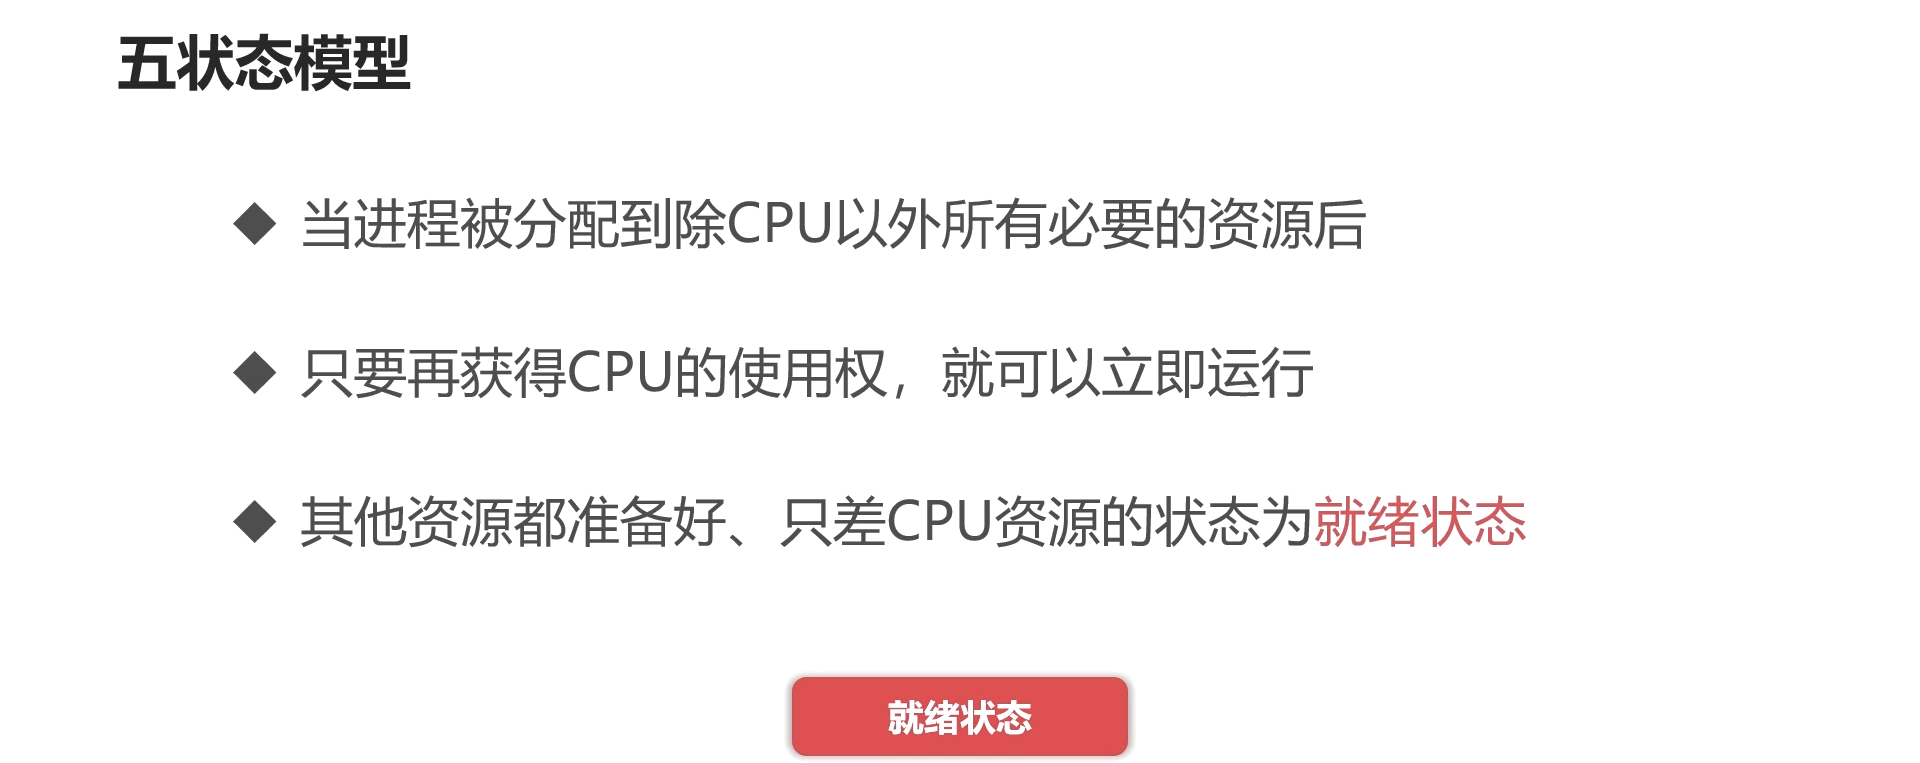 五状态模型
◆ 当进程被分配到除CPU以外所有必要的资源后
◆ 只要再获得CPU的使用权，就可以立即运行
◆ 其他资源都准备好、只差CPU资源的状态为就绪状态
就绪状态